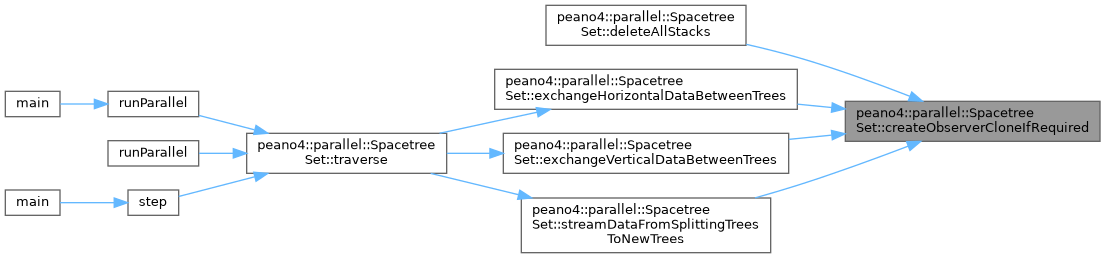 peano4::parallel::Spacetree
Set::deleteAllStacks
peano4::parallel::Spacetree
Set::exchangeHorizontalDataBetweenTrees
main
runParallel
peano4::parallel::Spacetree
Set::createObserverCloneIfRequired
runParallel
peano4::parallel::Spacetree
Set::traverse
peano4::parallel::Spacetree
Set::exchangeVerticalDataBetweenTrees
main
step
peano4::parallel::Spacetree
Set::streamDataFromSplittingTrees
ToNewTrees